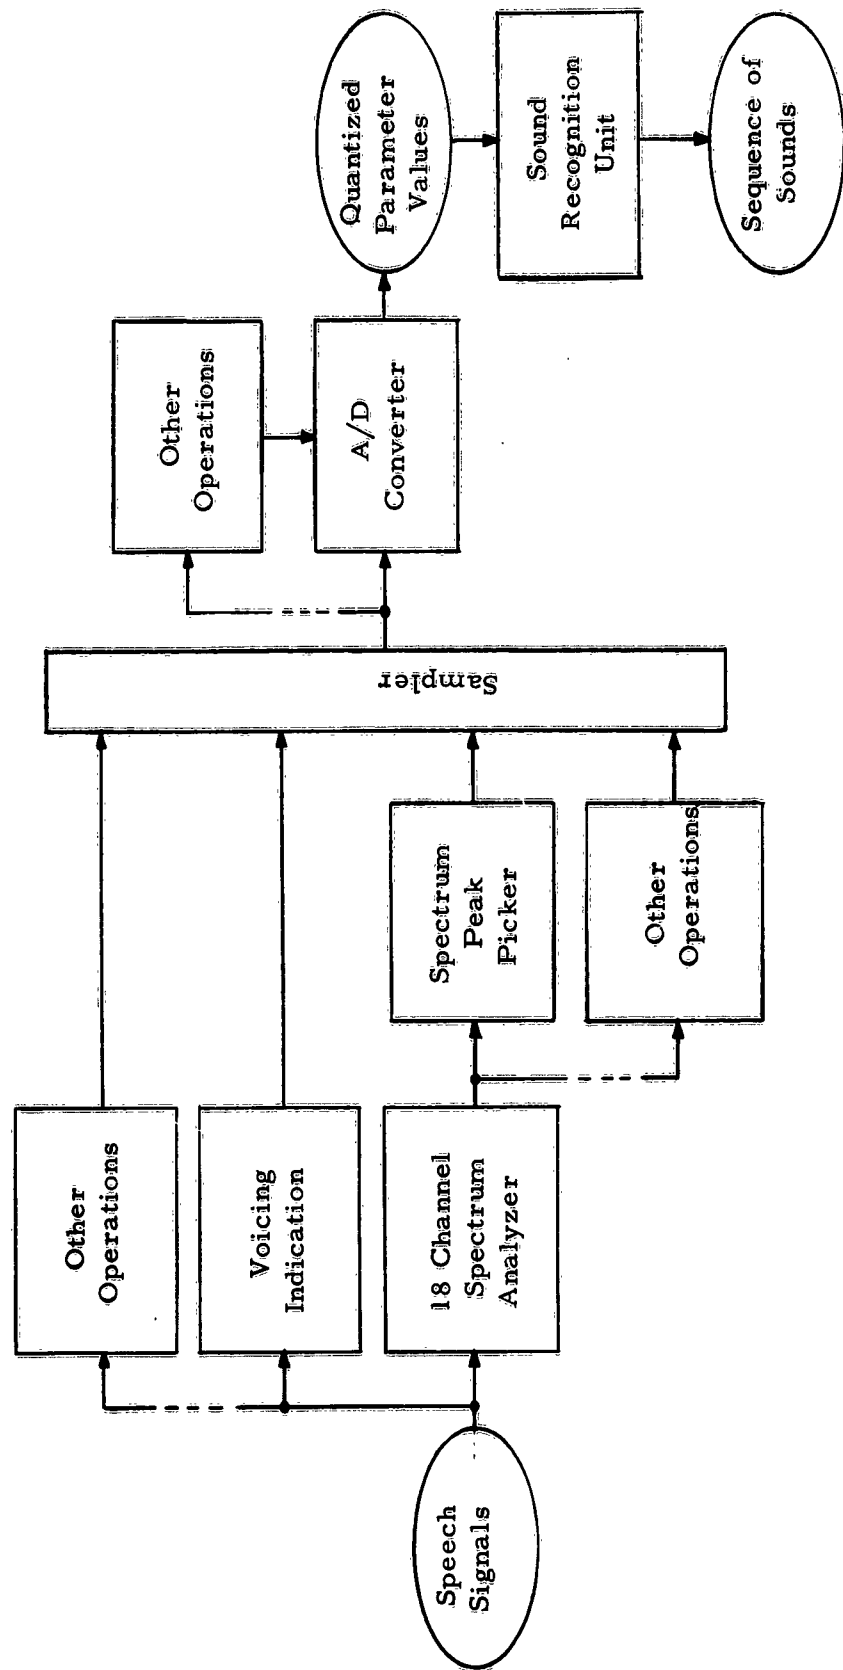 Speech
Signals
Other
Operations
Voicing
Indication
18 Channel
Spectrum
Analyzer
Spectrum
Peak
Picker
Other
Operations
Sampler
Other
Operations
A/D
Converter
Quantized
Parameter
Values
Sound
Recognition
Unit
Sequence of
Sounds